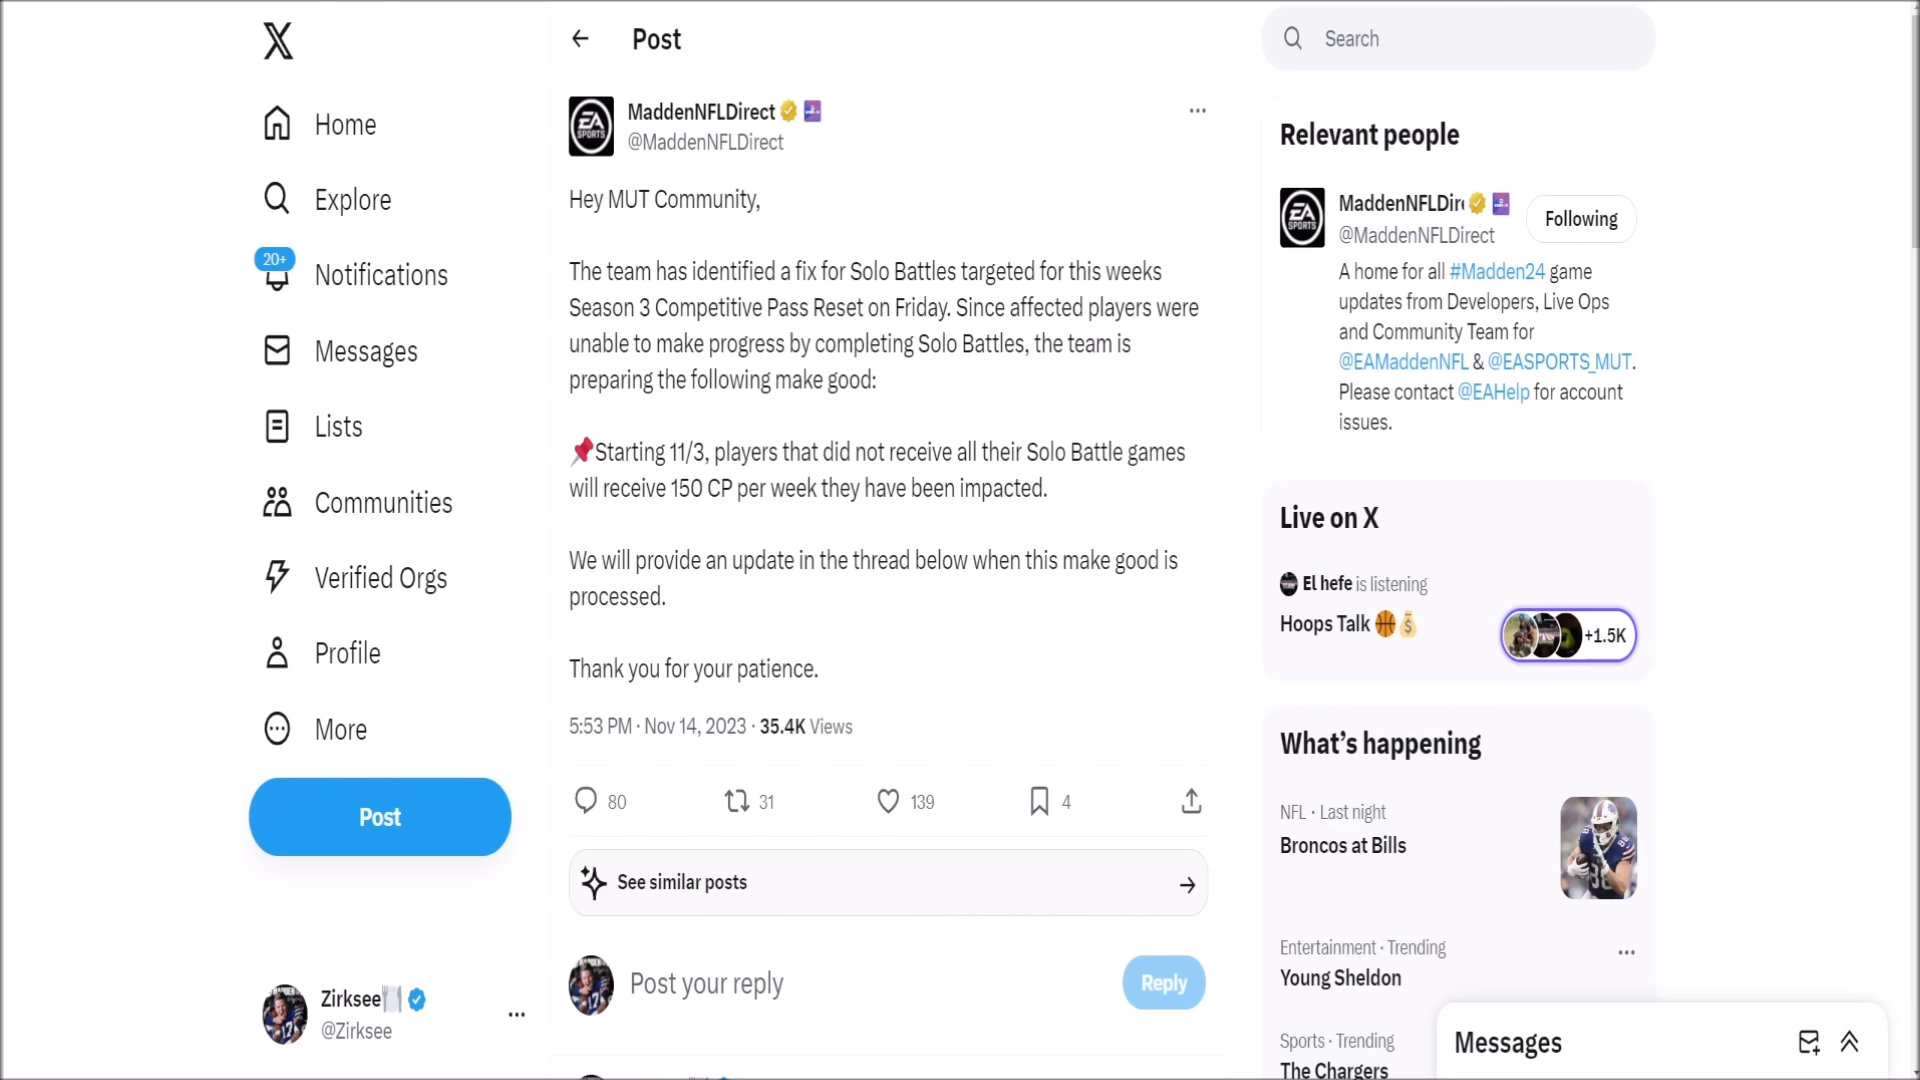 Home
Explore
20+
Notifications
Messages
Lists
Communities
Verified Orgs
Profile
More
Post
Zirksee
@Zirksee
Post
EA
SPORTS
MaddenNFLDirect
@MaddenNFLDirect
Hey MUT Community,
The team has identified a fix for Solo Battles targeted for this weeks
Season 3 Competitive Pass Reset on Friday. Since affected players were
unable to make progress by completing Solo Battles, the team is
preparing the following make good:
📌Starting 11/3, players that did not receive all their Solo Battle games
will receive 150 CP per week they have been impacted.
We will provide an update in the thread below when this make good is
processed.
Thank you for your patience.
5:53 PM · Nov 14, 2023 · 35.4K Views
80 31 139 4
See similar posts
Post your reply
Reply
Search
Relevant people
EA
SPORTS
MaddenNFLDir
@MaddenNFLDirect
Following
A home for all #Madden24 game
updates from Developers, Live Ops
and Community Team for
@EAMaddenNFL & @EASPORTS_MUT.
Please contact @EAHelp for account
issues.
Live on X
El hefe is listening
Hoops Talk 🏀💰
+1.5K
What's happening
NFL · Last night
Broncos at Bills
Entertainment · Trending
Young Sheldon
Sports · Trending
The Chargers
Messages